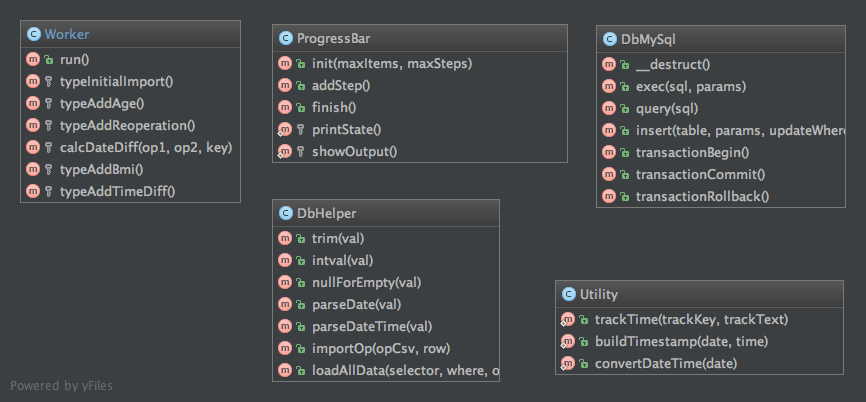 Worker
run()
typeInitialImport()
typeAddAge()
typeAddReoperation()
calcDateDiff(op1, op2, key)
typeAddBmi()
typeAddTimeDiff()
ProgressBar
init(maxItems, maxSteps)
addStep()
finish()
printState()
showOutput()
DbMySql
__destruct()
exec(sql, params)
query(sql)
insert(table, params, updateWhere
transactionBegin()
transactionCommit()
transactionRollback()
DbHelper
trim(val)
intval(val)
nullForEmpty(val)
parseDate(val)
parseDateTime(val)
importOp(opCsv, row)
loadAllData(selector, where, o
Utility
trackTime(trackKey, trackText)
buildTimestamp(date, time)
convertDateTime(date)
Powered by yFiles